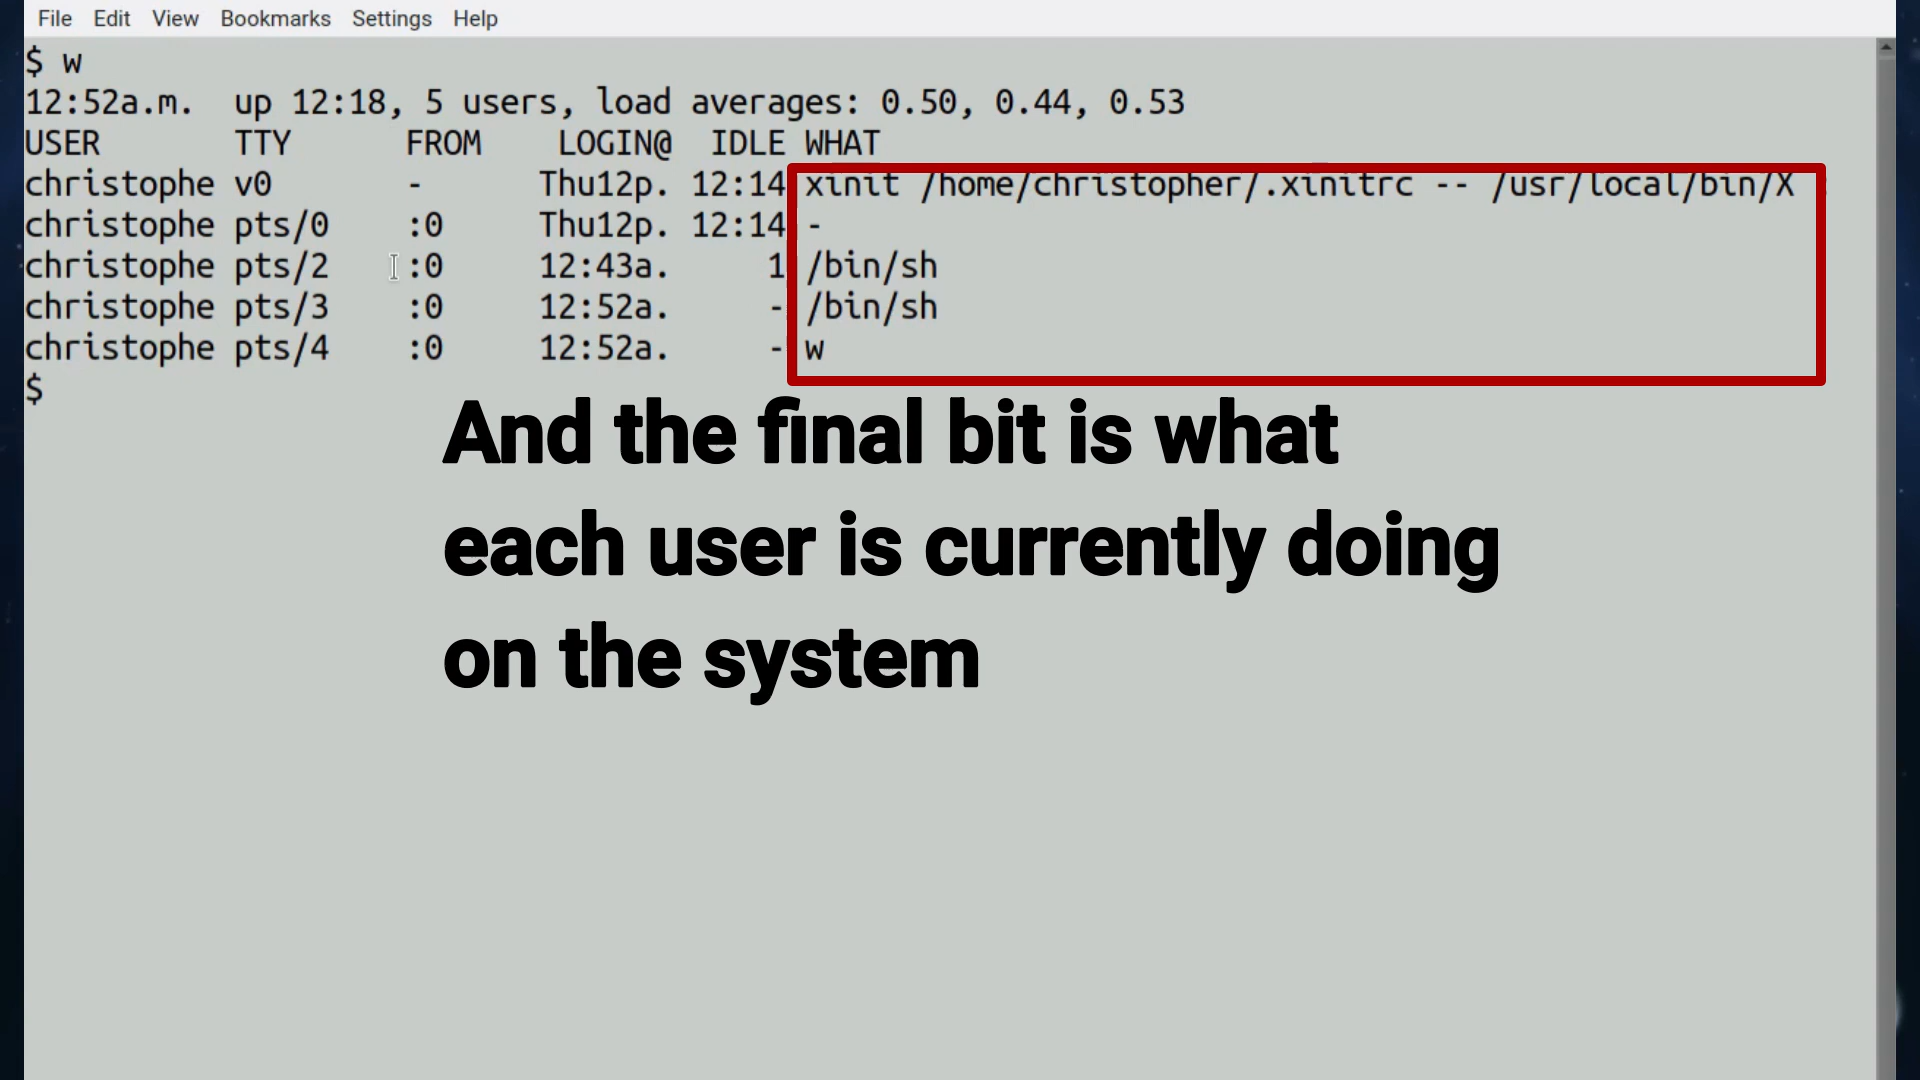 File Edit View Bookmarks Settings Help
$ w
12:52a.m.  up 12:18, 5 users, load averages: 0.50, 0.44, 0.53
USER       TTY      FROM    LOGIN@  IDLE WHAT
christophe v0       -      Thu12p. 12:14 xinit /home/christopher/.xinitrc -- /usr/local/bin/X
christophe pts/0    :0     Thu12p. 12:14 -
christophe pts/2    :0     12:43a.     1 /bin/sh
christophe pts/3    :0     12:52a.     - /bin/sh
christophe pts/4    :0     12:52a.     - w
$
And the final bit is what
each user is currently doing
on the system